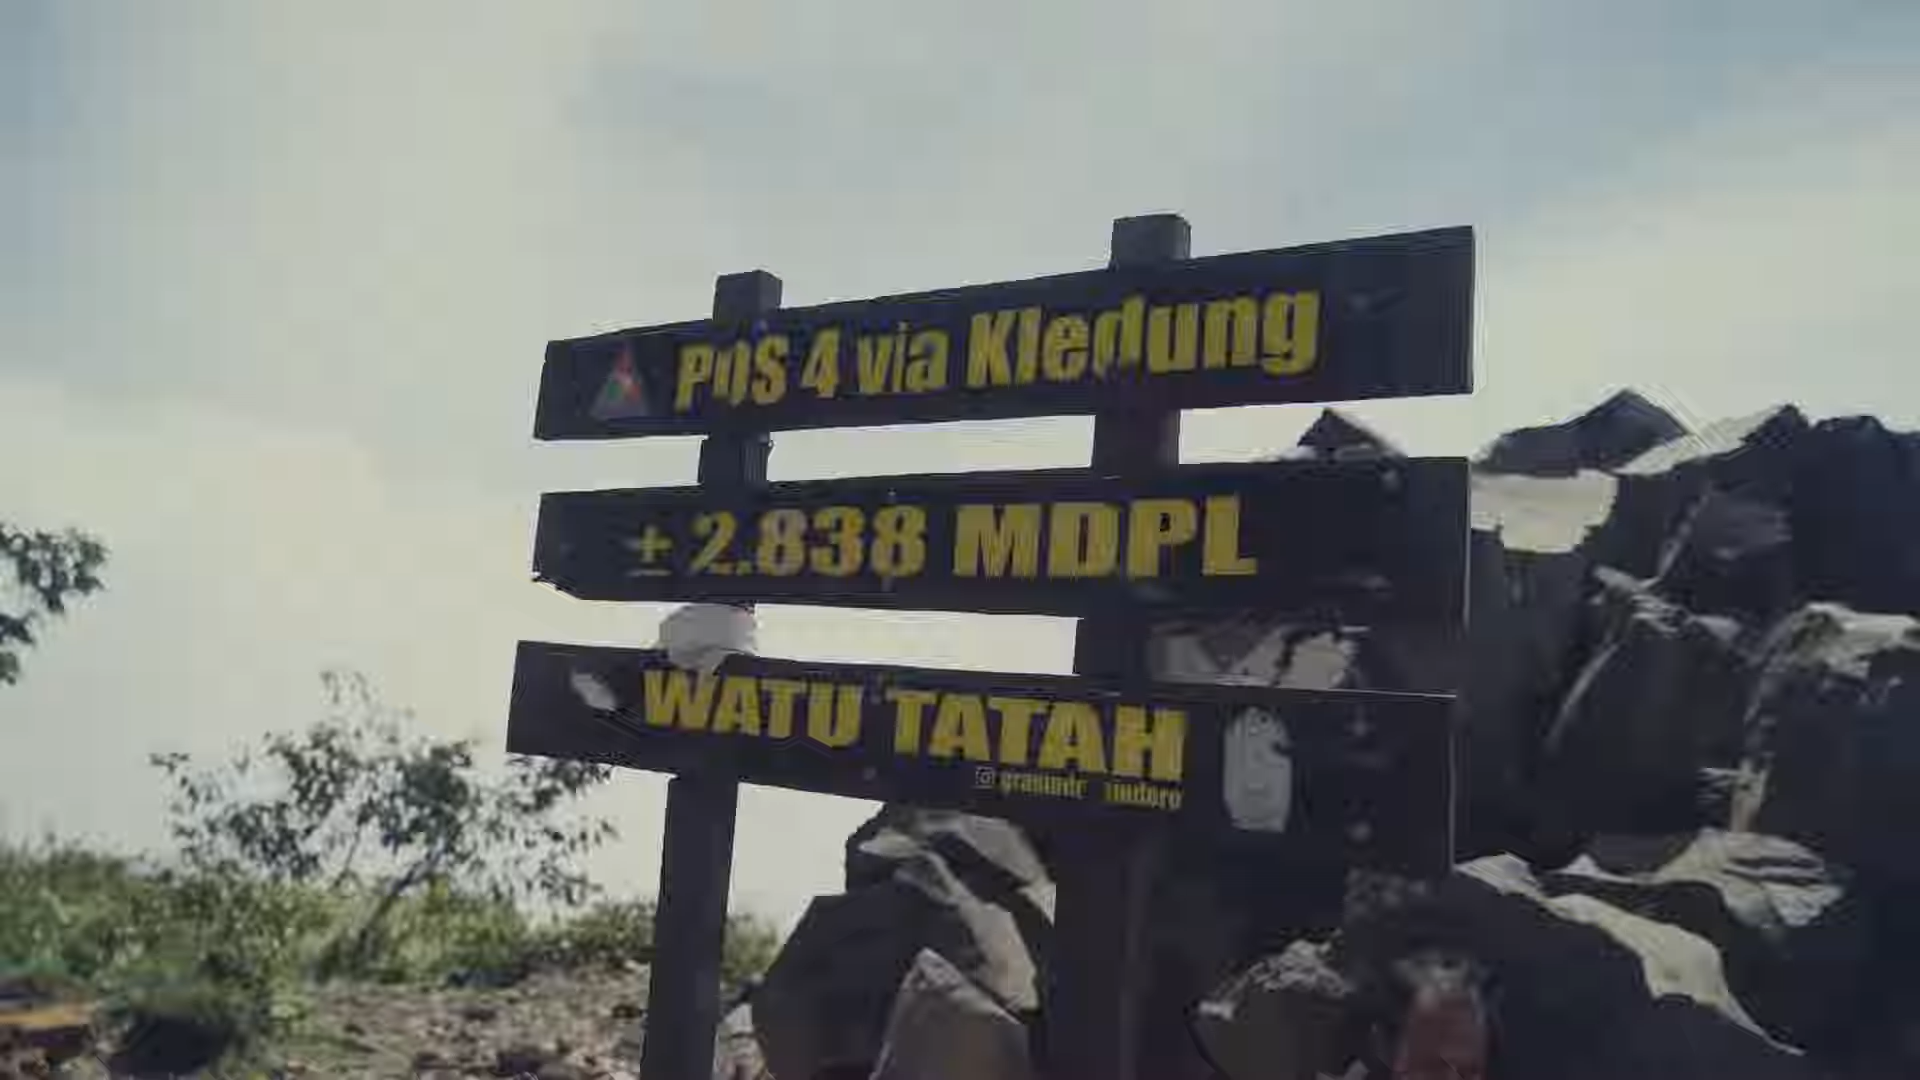 POS 4 via Kledung
± 2.838 MDPL
WATU TATAH